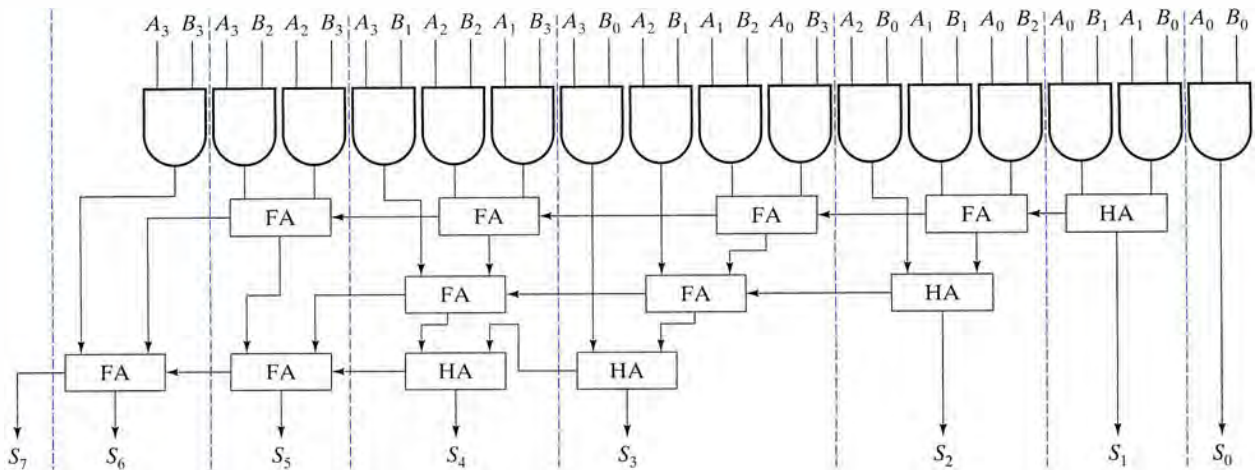 A₃ B₃ A₃ B₂ A₂ B₃ A₃ B₁ A₂ B₂ A₁ B₃ A₃ B₀ A₂ B₁ A₁ B₂ A₀ B₃ A₂ B₀ A₁ B₁ A₀ B₂ A₀ B₁ A₁ B₀ A₀ B₀
FA FA FA FA HA
FA FA HA
FA FA HA HA
S₇ S₆ S₅ S₄ S₃ S₂ S₁ S₀